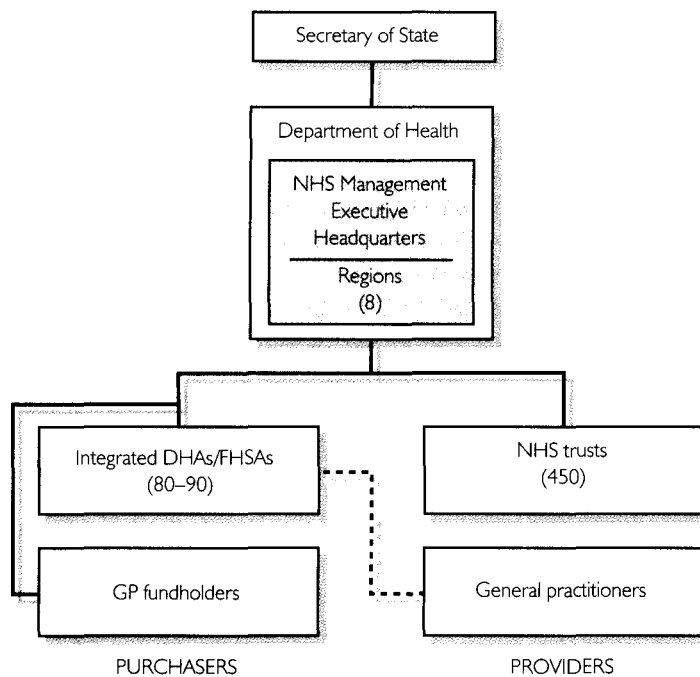 Secretary of State
Department of Health
NHS Management
Executive
Headquarters
Regions
(8)
Integrated DHAs/FHSAs
(80–90)
NHS trusts
(450)
GP fundholders
General practitioners
PURCHASERS
PROVIDERS